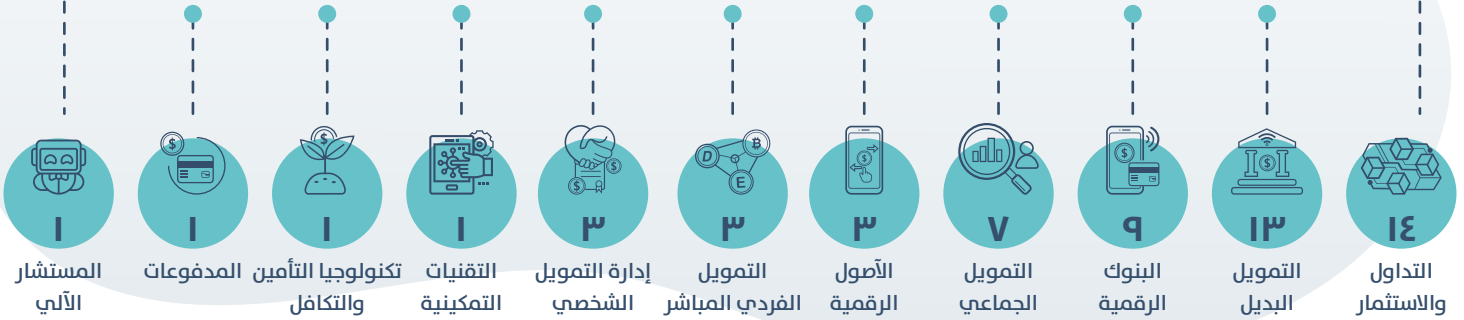 ١٤
التداول
والاستثمار
١٣
التمويل
البديل
٩
البنوك
الرقمية
٧
التمويل
الجماعي
٣
الأصول
الرقمية
٣
التمويل
الفردي المباشر
٣
إدارة التمويل
الشخصي
١
التقنيات
التمكينية
١
تكنولوجيا التأمين
والتكافل
١
المدفوعات
١
المستشار
الآلي